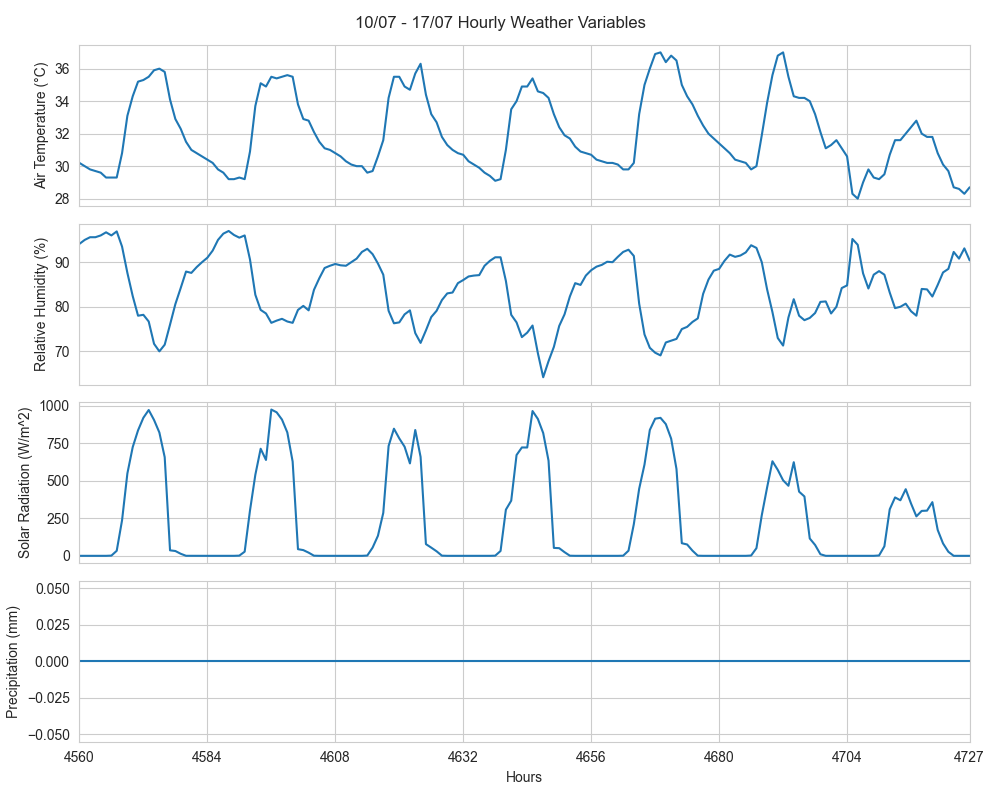 10/07 - 17/07 Hourly Weather Variables
Air Temperature (°C)
36
34
32
30
28
Relative Humidity (%)
90
80
70
Solar Radiation (W/m^2)
1000
750
500
250
0
Precipitation (mm)
0.050
0.025
0.000
−0.025
−0.050
4560 4584 4608 4632 4656 4680 4704 4727
Hours